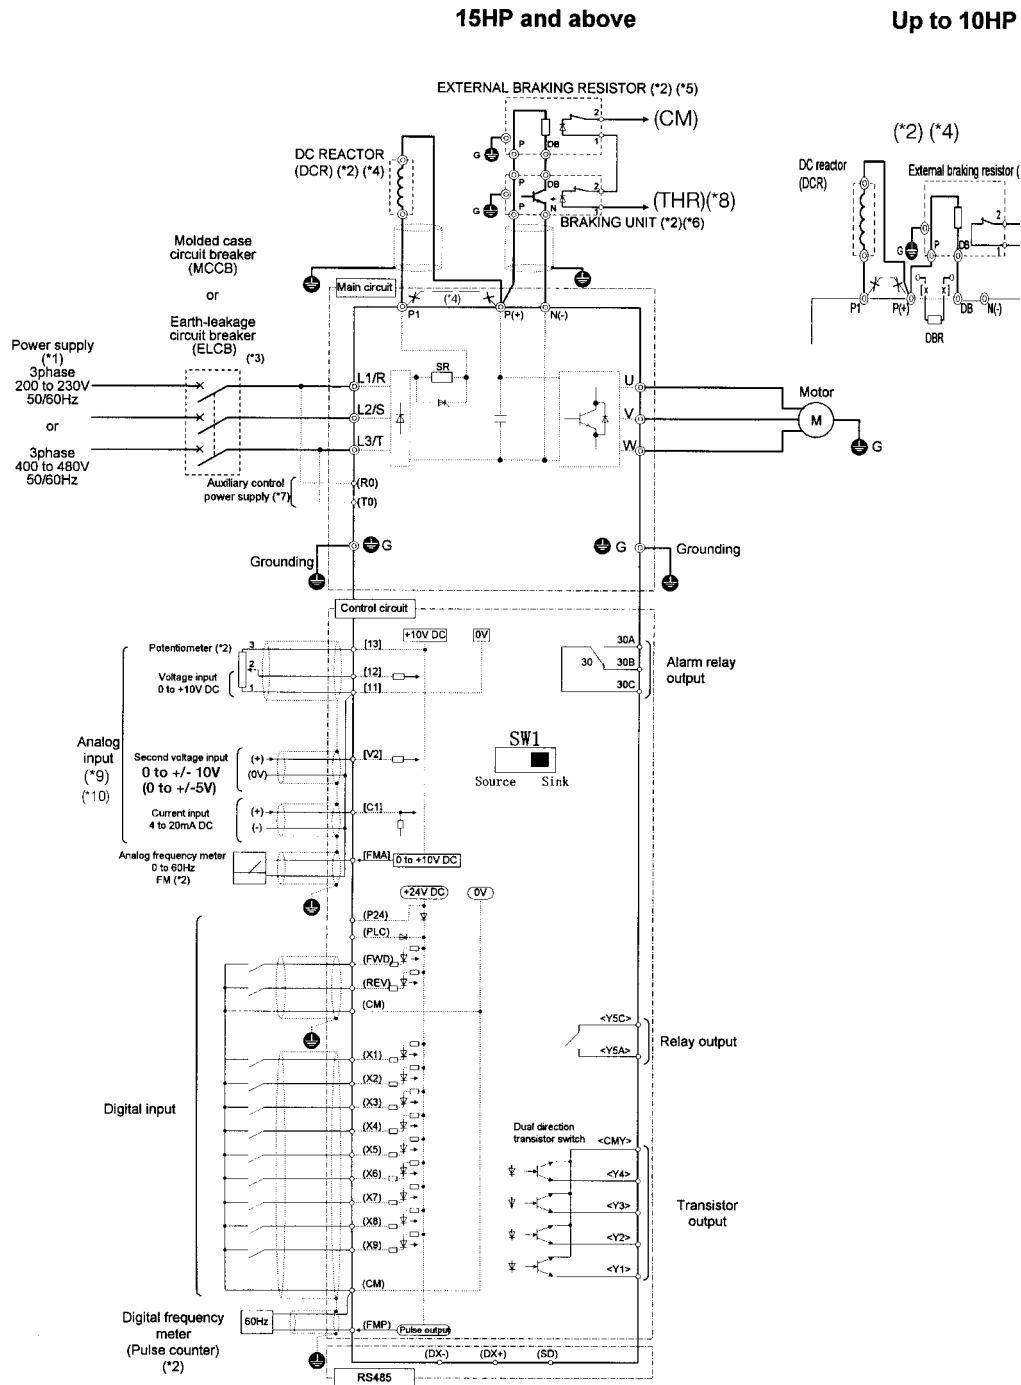 15HP and above
Up to 10HP
EXTERNAL BRAKING RESISTOR (*2) (*5)
2
(CM)
1
P
DB
G
DC REACTOR
(DCR) (*2) (*4)
DB
2
P
N
1
(THR)(*8)
G
BRAKING UNIT (*2)(*6)
(*2) (*4)
DC reactor
(DCR)
External braking resistor (
2
1
G
P
DB
[ x x ]
P1
P(+)
DB
N(-)
DBR
Molded case
circuit breaker
(MCCB)
or
Earth-leakage
circuit breaker
(ELCB)
(*3)
Main circuit
(*4)
P1
P(+)
N(-)
Power supply
(*1)
3phase
200 to 230V
50/60Hz
or
3phase
400 to 480V
50/60Hz
L1/R
L2/S
L3/T
SR
U
V
W
Motor
M
G
Auxiliary control
power supply (*7)
(R0)
(T0)
G
Grounding
G
Grounding
Control circuit
+10V DC
0V
Potentiometer (*2)
3
2
1
[13]
[12]
[11]
Voltage input
0 to +10V DC
30A
30
30B
30C
Alarm relay
output
Analog
input
(*9)
(*10)
Second voltage input
0 to +/- 10V
(0 to +/-5V)
(+)
(0V)
[V2]
SW1
Source
Sink
Current input
4 to 20mA DC
(+)
(-)
[C1]
Analog frequency meter
0 to 60Hz
FM (*2)
[FMA]
0 to +10V DC
+24V DC
0V
(P24)
(PLC)
(FWD)
(REV)
(CM)
<Y5C>
<Y5A>
Relay output
Digital input
(X1)
(X2)
(X3)
(X4)
(X5)
(X6)
(X7)
(X8)
(X9)
(CM)
Dual direction
transistor switch
<CMY>
<Y4>
<Y3>
<Y2>
<Y1>
Transistor
output
Digital frequency
meter
(Pulse counter)
(*2)
60Hz
(FMP)
Pulse output
(DX-)
(DX+)
(SD)
RS485